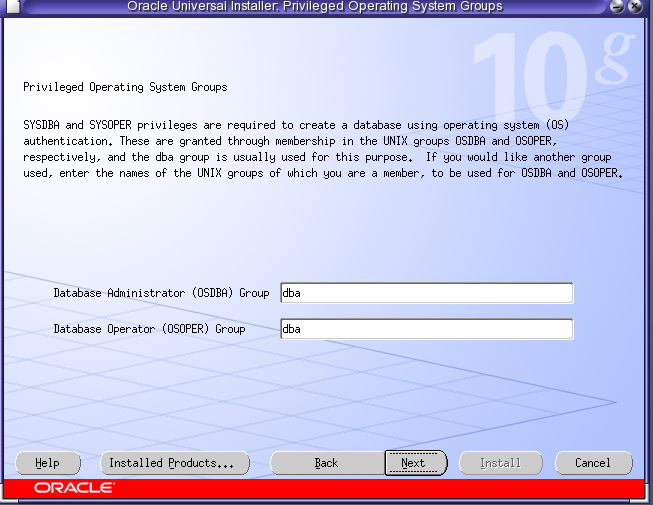 Oracle Universal Installer: Privileged Operating System Groups
10g
Privileged Operating System Groups
SYSDBA and SYSOPER privileges are required to create a database using operating system (OS)
authentication. These are granted through membership in the UNIX groups OSDBA and OSOPER,
respectively, and the dba group is usually used for this purpose.  If you would like another group
used, enter the names of the UNIX groups of which you are a member, to be used for OSDBA and OSOPER.
Database Administrator (OSDBA) Group dba
Database Operator (OSOPER) Group dba
Help Installed Products... Back Next Install Cancel
ORACLE